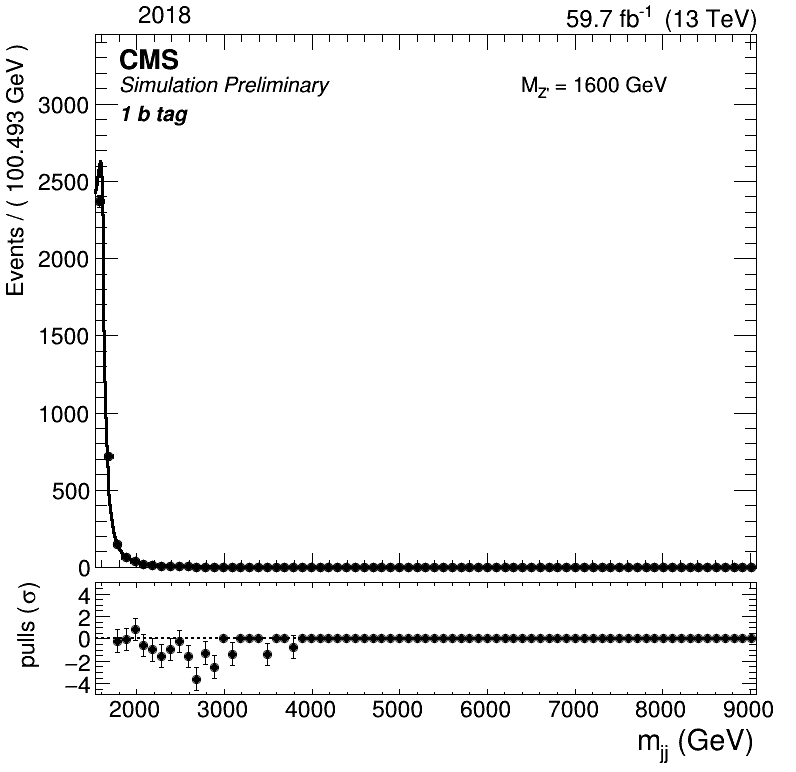 2018
59.7 fb-1 (13 TeV)
CMS
Simulation Preliminary
1 b tag
MZ' = 1600 GeV
Events / ( 100.493 GeV )
3000
2500
2000
1500
1000
500
0
pulls (σ)
4
2
0
−2
−4
2000 3000 4000 5000 6000 7000 8000 9000
mjj (GeV)